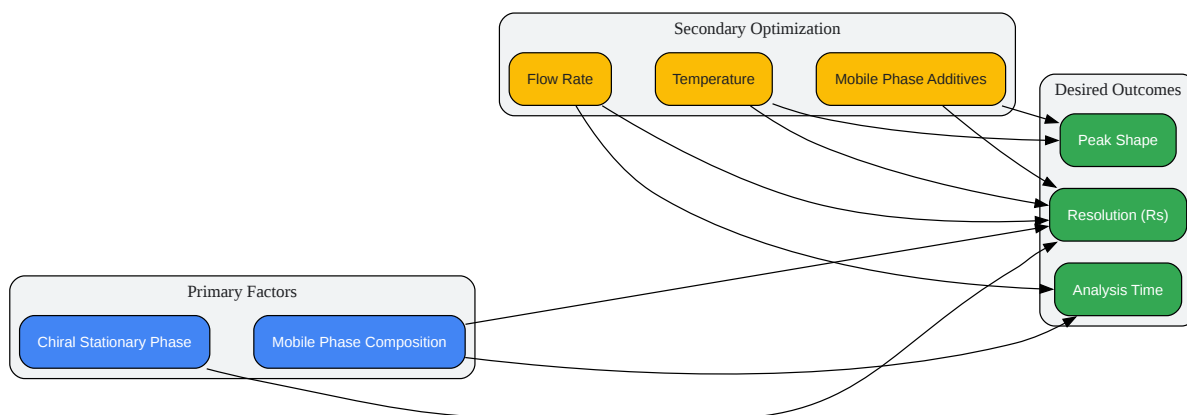 Secondary Optimization
Flow Rate
Temperature
Mobile Phase Additives
Desired Outcomes
Peak Shape
Resolution (Rs)
Analysis Time
Primary Factors
Chiral Stationary Phase
Mobile Phase Composition